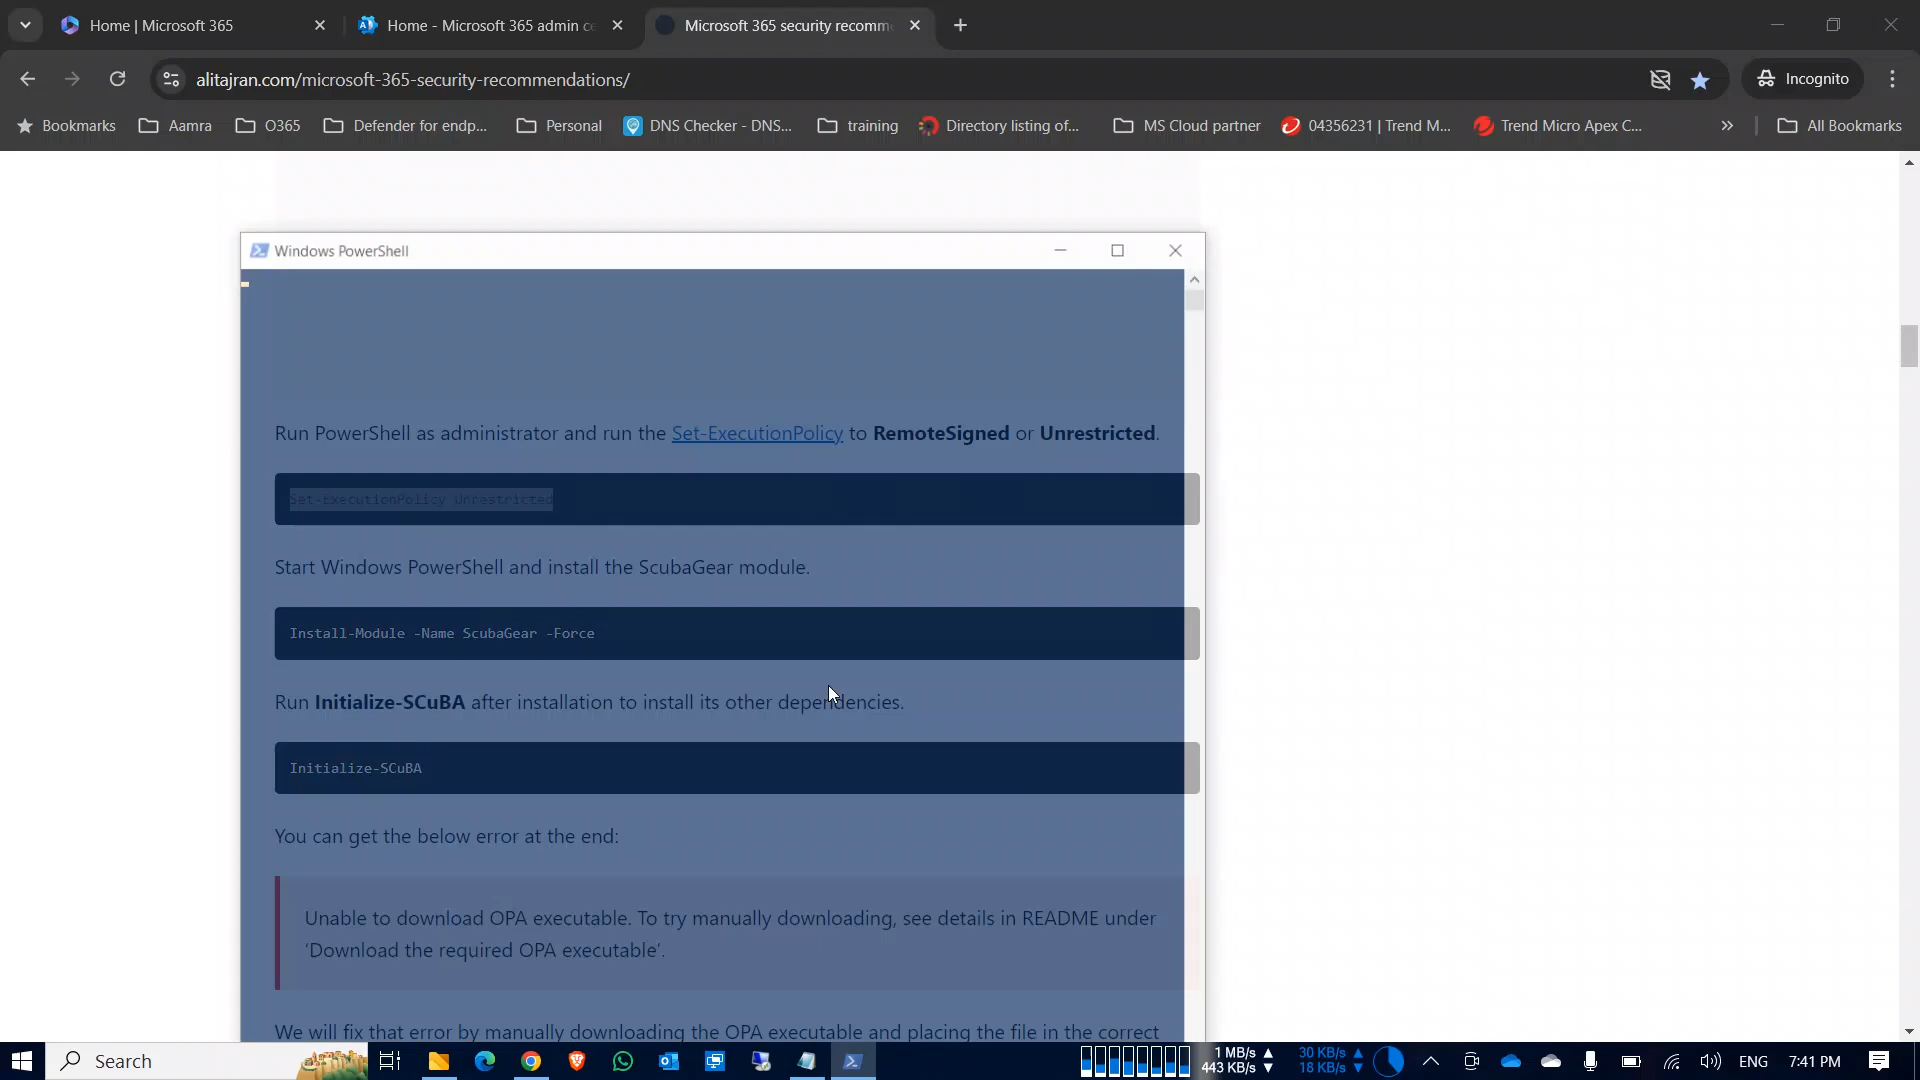 Home | Microsoft 365
Home - Microsoft 365 admin ce
Microsoft 365 security recomm
alitajran.com/microsoft-365-security-recommendations/
Incognito
Bookmarks
Aamra
O365
Defender for endp...
Personal
DNS Checker - DNS...
training
Directory listing of...
MS Cloud partner
04356231 | Trend M...
Trend Micro Apex C...
All Bookmarks
Windows PowerShell
Run PowerShell as administrator and run the Set-ExecutionPolicy to RemoteSigned or Unrestricted.
Set-ExecutionPolicy Unrestricted
Start Windows PowerShell and install the ScubaGear module.
Install-Module -Name ScubaGear -Force
Run Initialize-SCuBA after installation to install its other dependencies.
Initialize-SCuBA
You can get the below error at the end:
Unable to download OPA executable. To try manually downloading, see details in README under
‘Download the required OPA executable’.
We will fix that error by manually downloading the OPA executable and placing the file in the correct
Search
1 MB/s
443 KB/s
30 KB/s
18 KB/s
ENG
7:41 PM